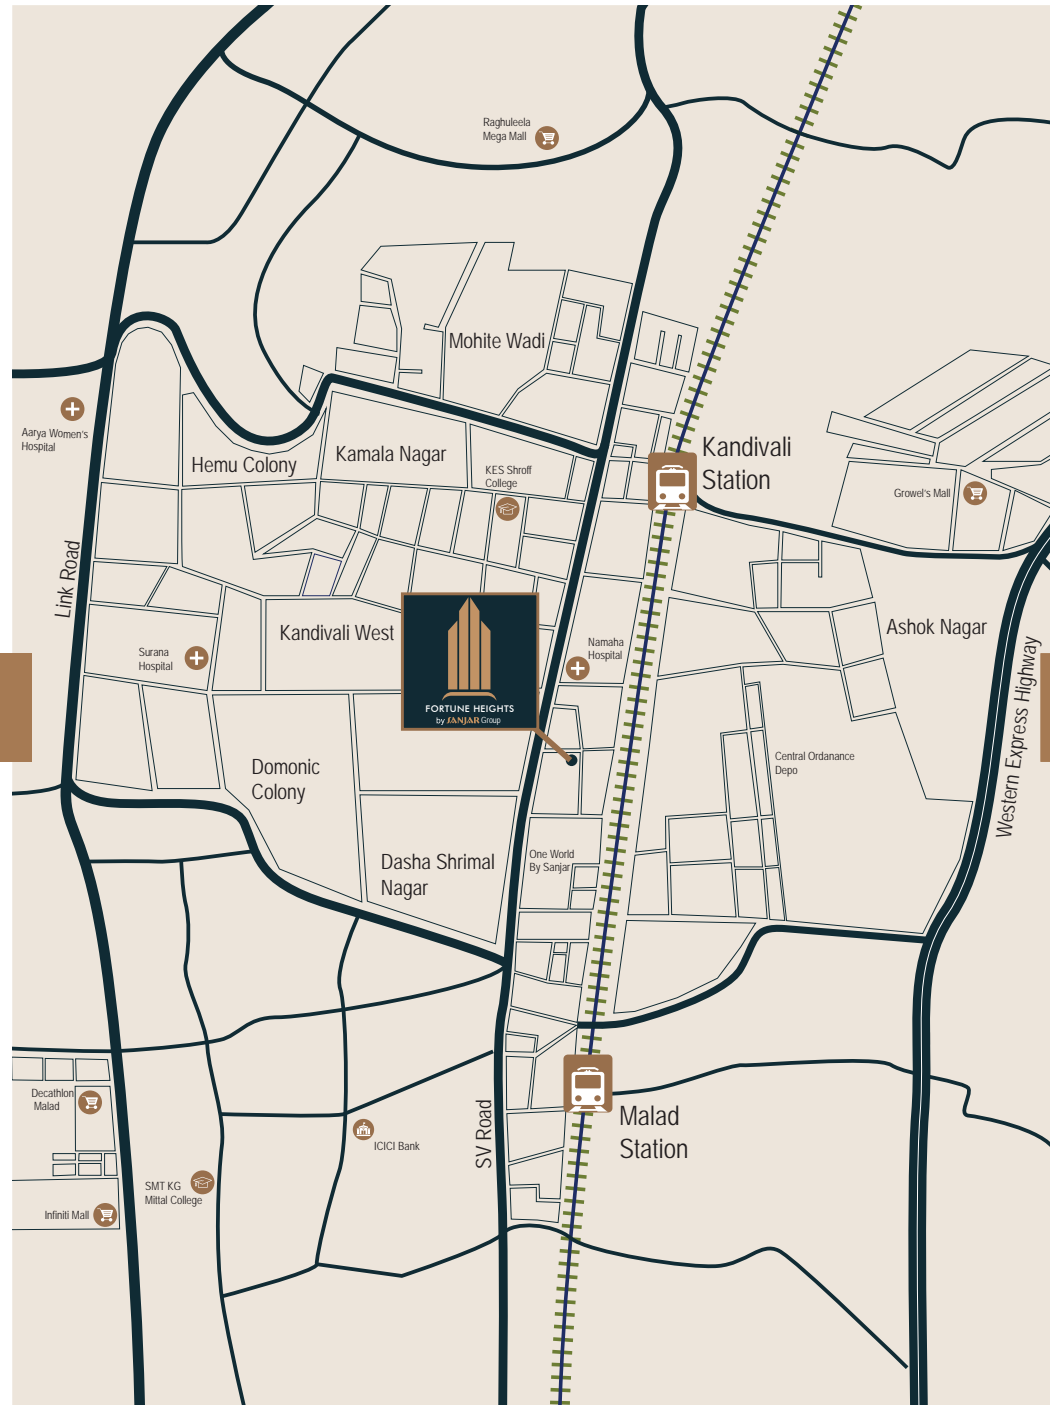 Raghuleela
Mega Mall
Mohite Wadi
Aarya Women's
Hospital
Hemu Colony
Kamala Nagar
KES Shroff
College
Kandivali
Station
Growel's Mall
Link Road
Kandivali West
Surana
Hospital
FORTUNE HEIGHTS
by SANJAR Group
Namaha
Hospital
Ashok Nagar
Western Express Highway
Central Ordanance
Depo
Domonic
Colony
Dasha Shrimal
Nagar
One World
By Sanjar
Decathlon
Malad
SV Road
Malad
Station
ICICI Bank
SMT KG
Mittal College
Infiniti Mall